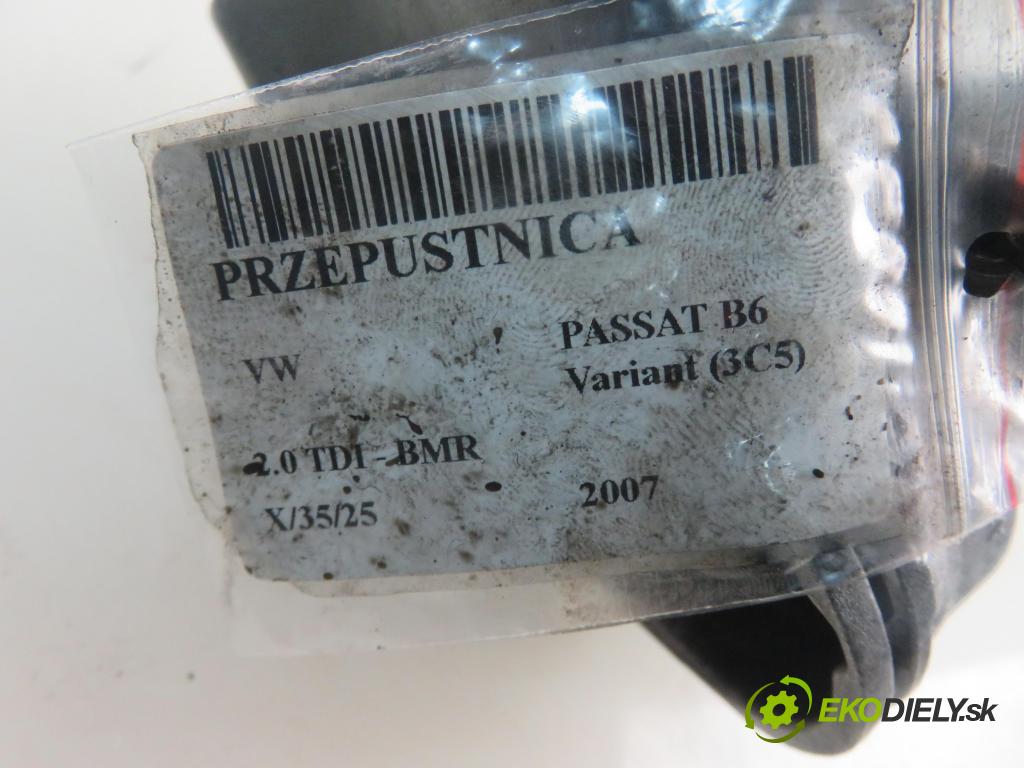 PRZEPUSTNICA
VW
PASSAT B6
Variant (3C5)
2.0 TDI - BMR
X/35/25
2007
EKODIELY.sk